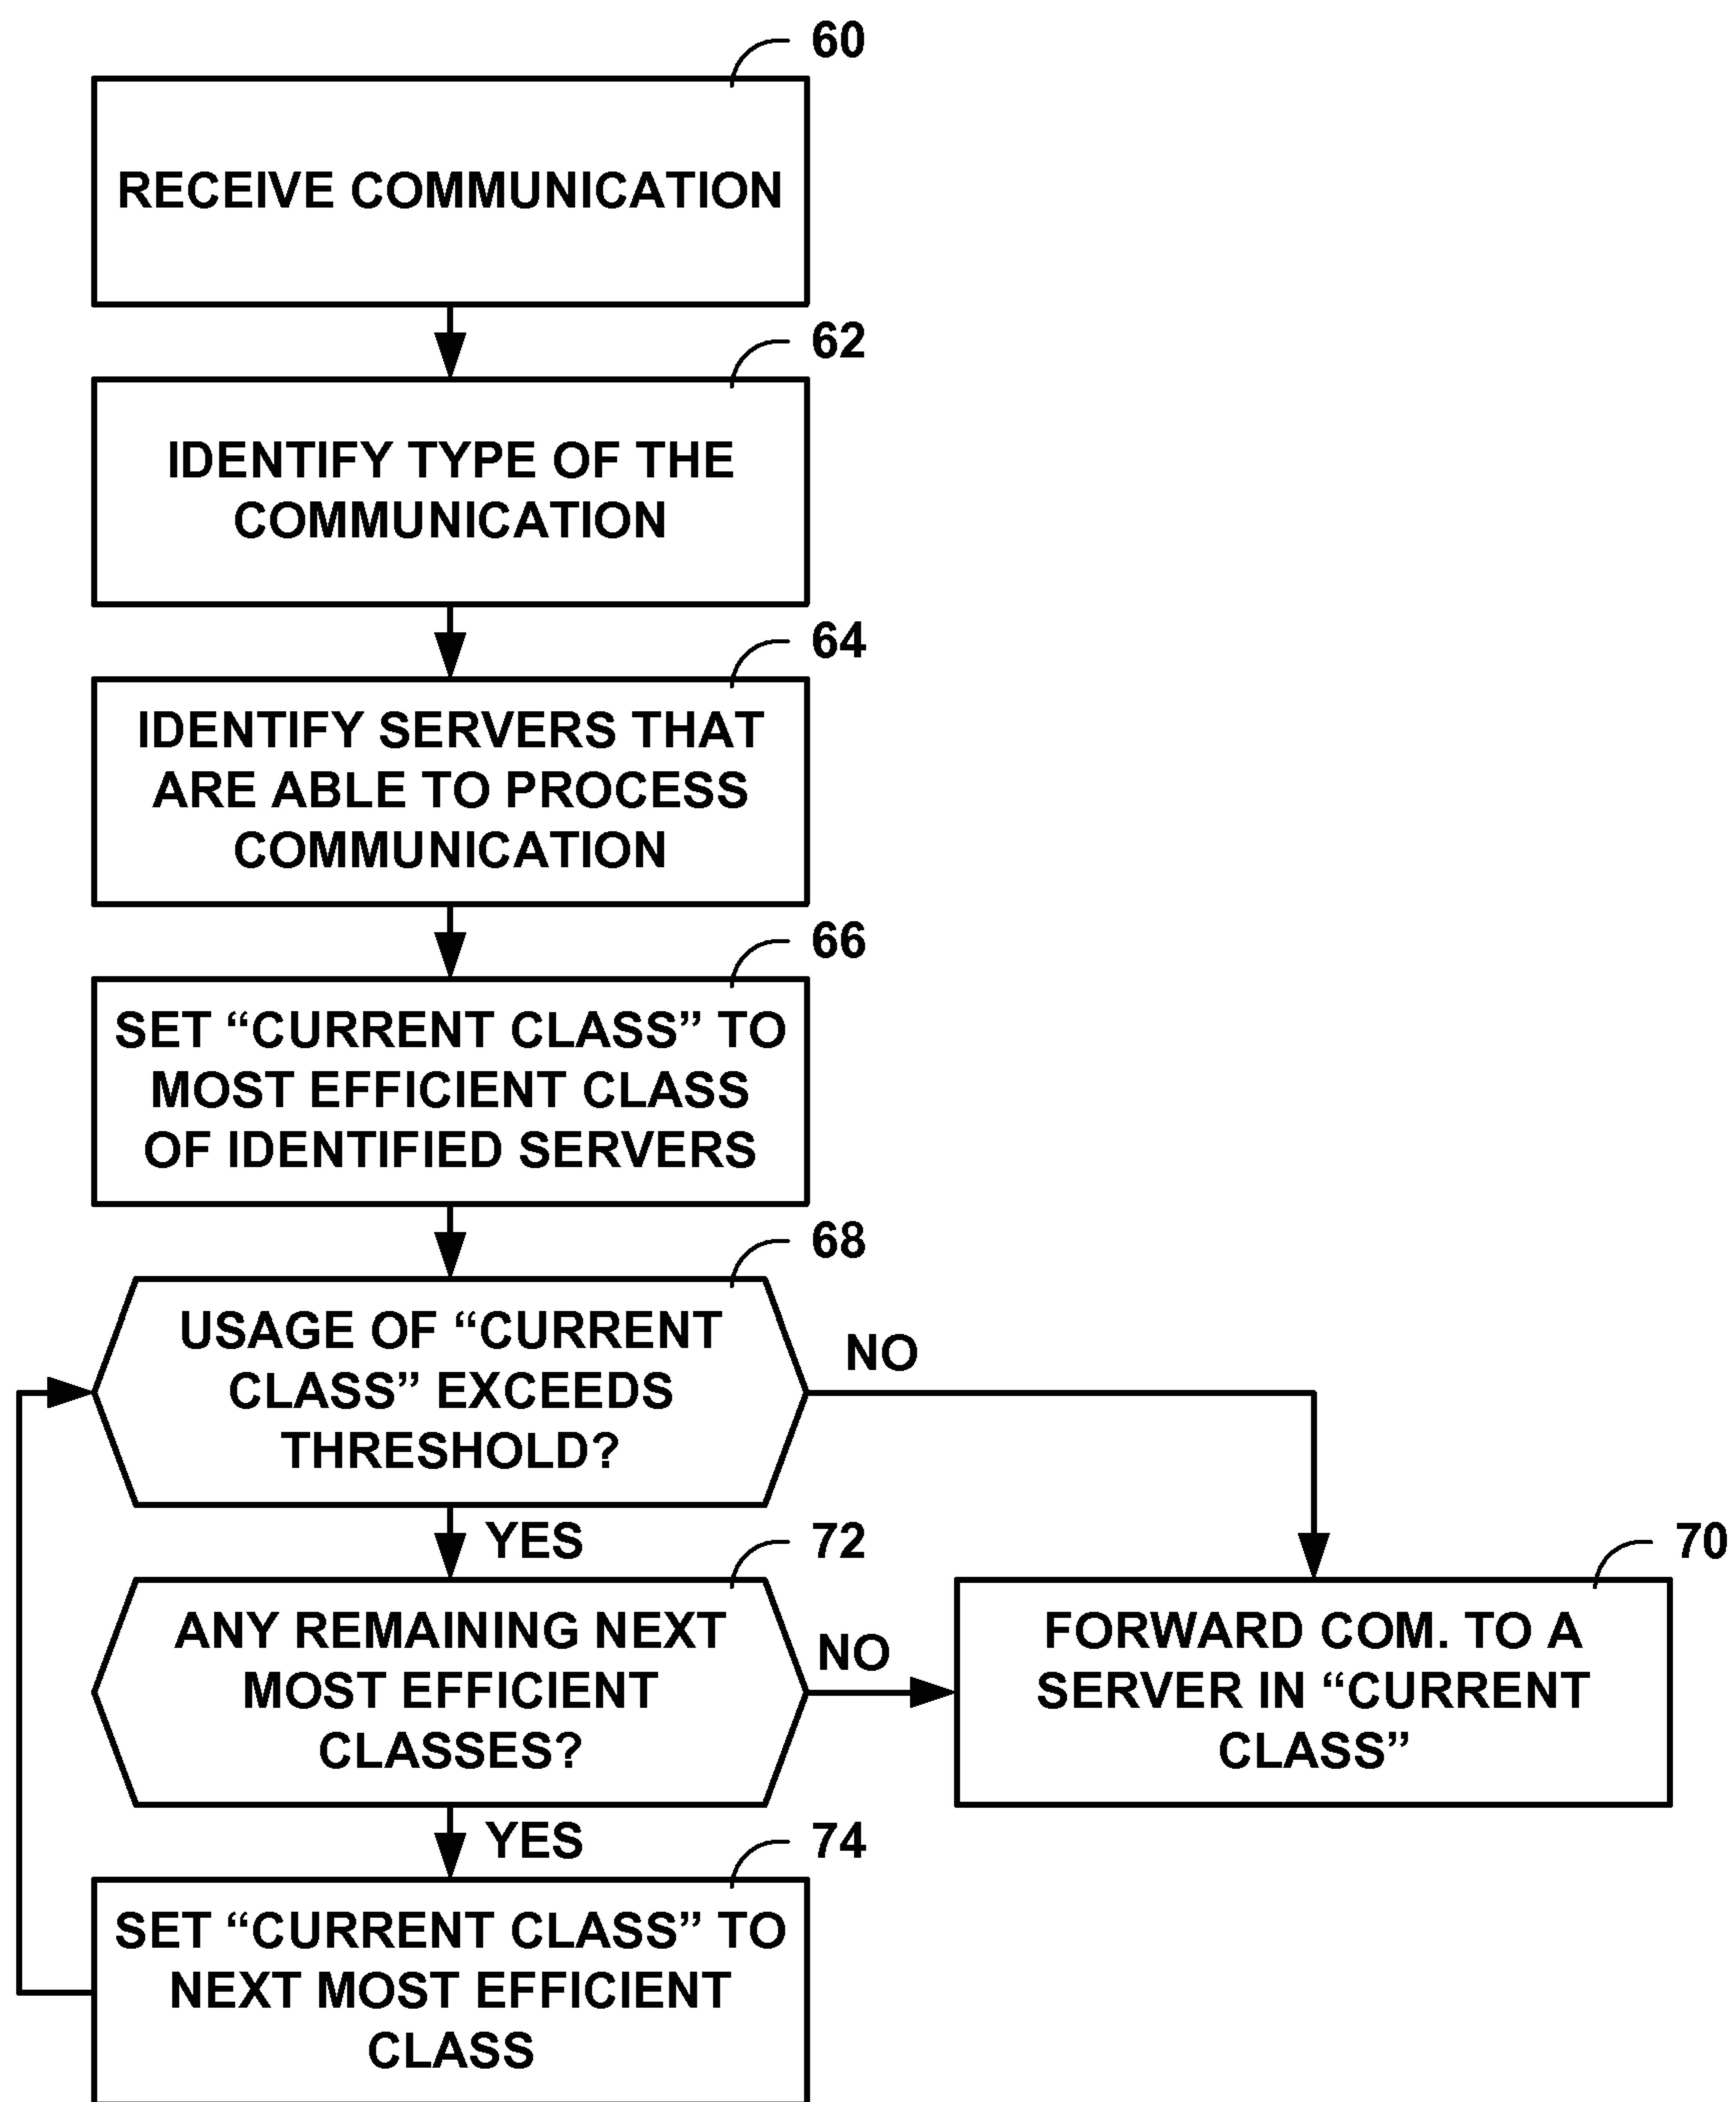 60
RECEIVE COMMUNICATION
62
IDENTIFY TYPE OF THE
COMMUNICATION
64
IDENTIFY SERVERS THAT
ARE ABLE TO PROCESS
COMMUNICATION
66
SET “CURRENT CLASS” TO
MOST EFFICIENT CLASS
OF IDENTIFIED SERVERS
68
USAGE OF “CURRENT
CLASS” EXCEEDS
THRESHOLD?
NO
YES
72
ANY REMAINING NEXT
MOST EFFICIENT
CLASSES?
NO
70
FORWARD COM. TO A
SERVER IN “CURRENT
CLASS”
YES
74
SET “CURRENT CLASS” TO
NEXT MOST EFFICIENT
CLASS